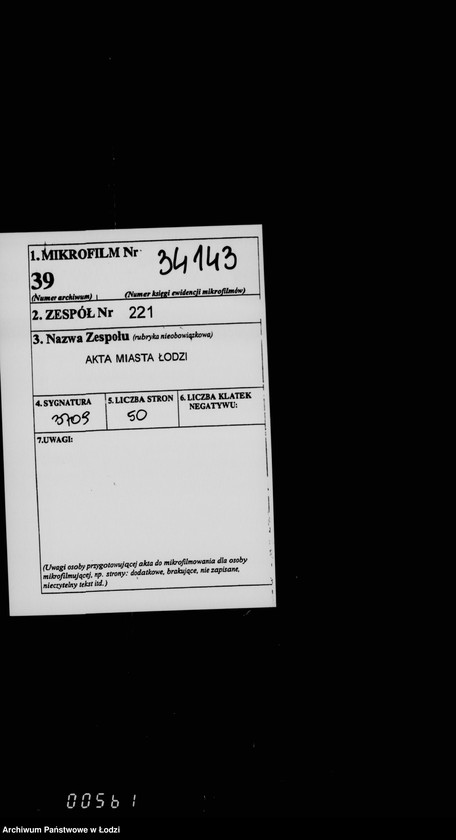 1. MIKROFILM Nr 34143
39
(Numer archiwum) (Numer księgi ewidencji mikrofilmów)
2. ZESPÓŁ Nr 221
3. Nazwa Zespołu (rubryka nieobowiązkowa)
AKTA MIASTA ŁODZI
4. SYGNATURA 5. LICZBA STRON 6. LICZBA KLATEK
NEGATYWU:
3709 50
7.UWAGI:
(Uwagi osoby przygotowującej akta do mikrofilmowania dla osoby
mikrofilmującej, np. strony: dodatkowe, brakujące, nie zapisane,
nieczytelny tekst itd.)
00561
Archiwum Państwowe w Łodzi